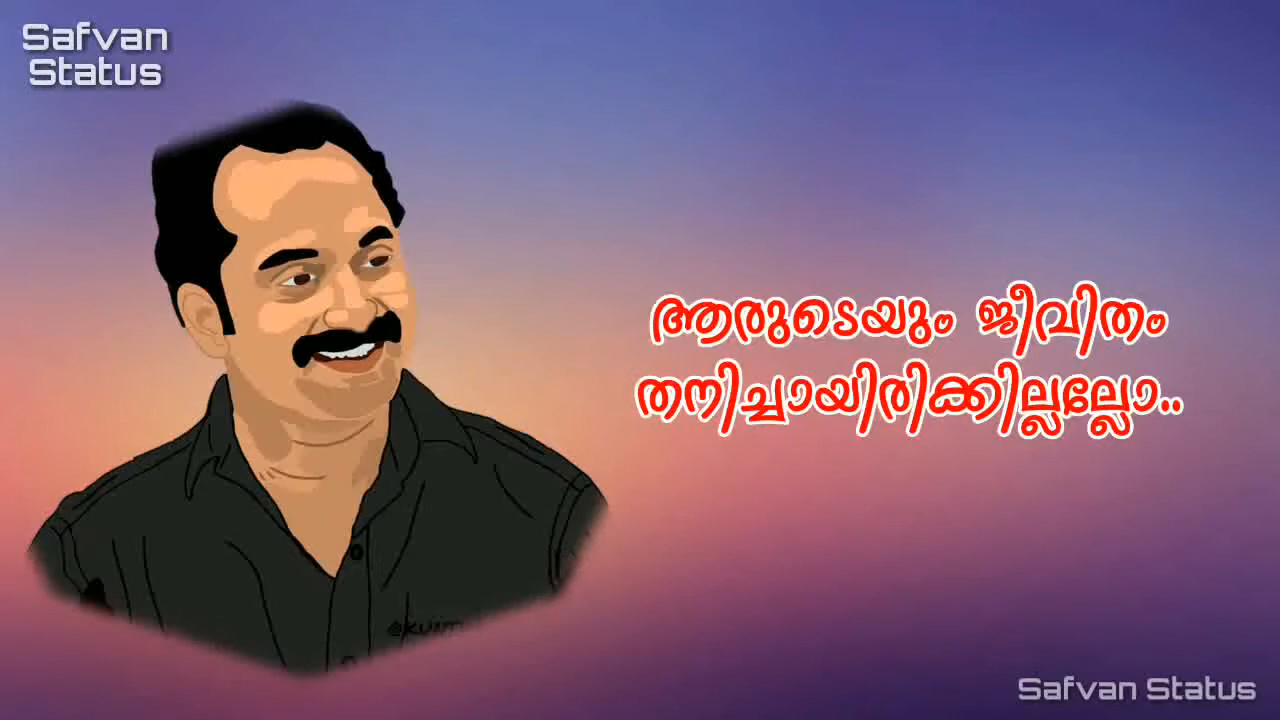 Safvan
Status
ആരുടെയും ജീവിതം
തനിച്ചായിരിക്കില്ലല്ലോ..
Safvan Status